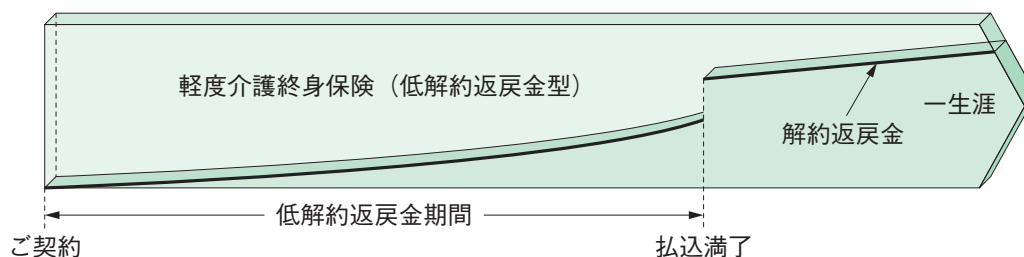 軽度介護終身保険（低解約返戻金型）
一生涯
解約返戻金
低解約返戻金期間
ご契約
払込満了